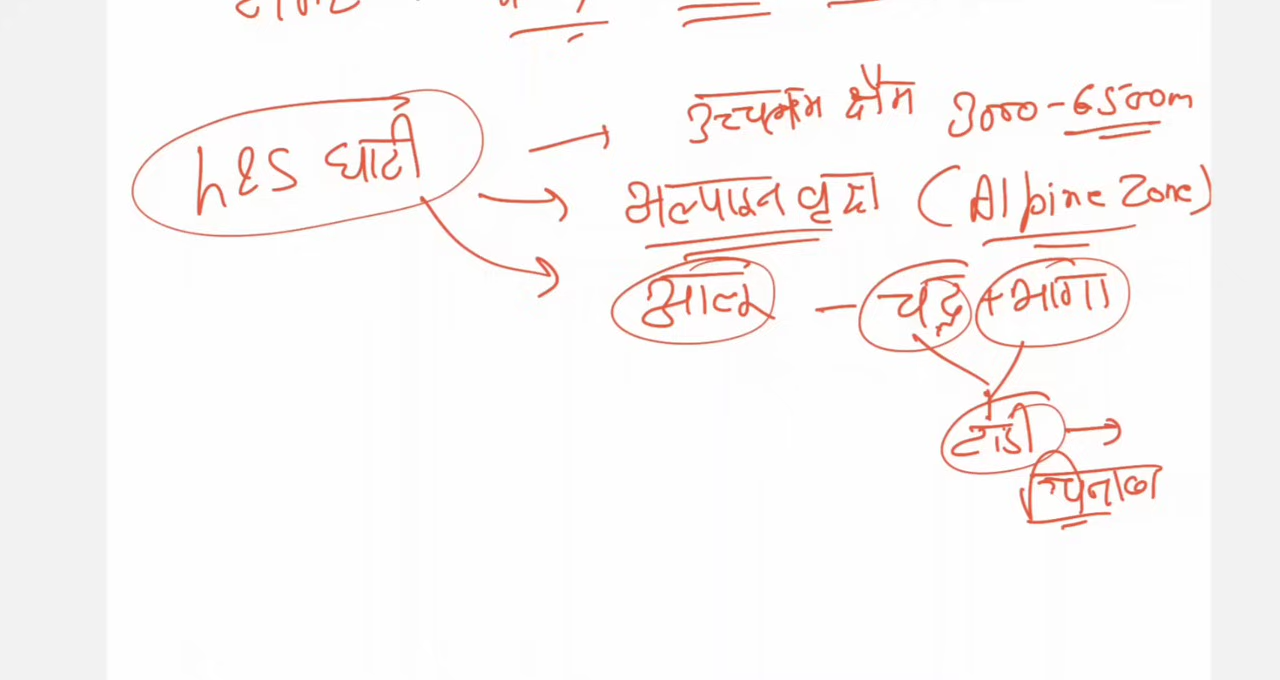 h&S घाटी → उच्चतम क्षेत्र 3000-6500m
→ अल्पाइन वृक्ष (Alpine Zone)
→ आलू - चंद्र + भागा
टांडी →
चिनाब